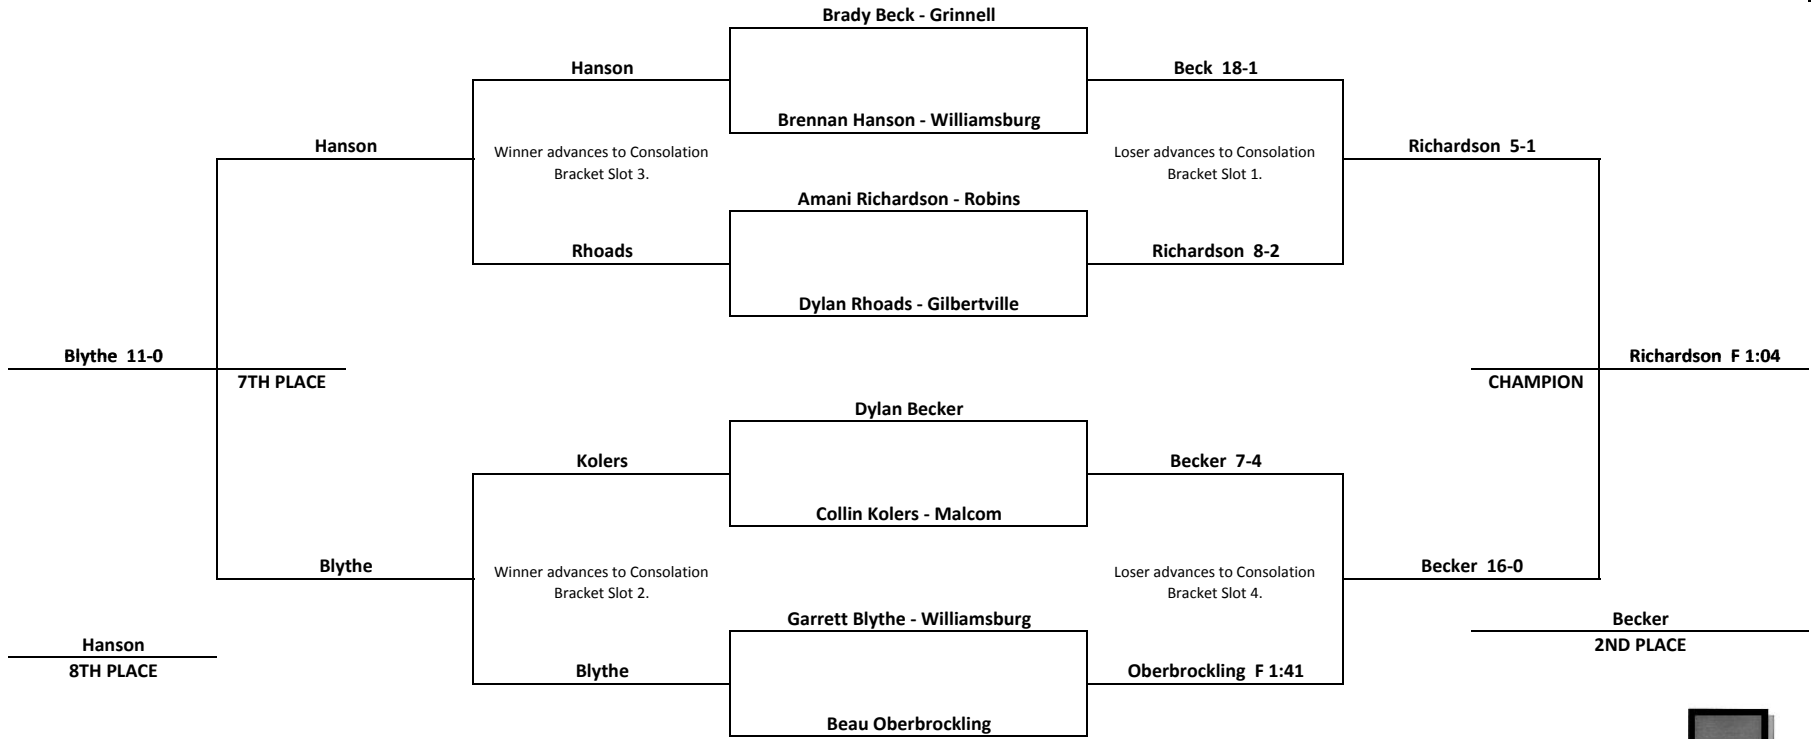 Brady Beck - Grinnell
Hanson
Beck 18-1
Brennan Hanson - Williamsburg
Hanson
Winner advances to Consolation
Bracket Slot 3.
Loser advances to Consolation
Bracket Slot 1.
Richardson 5-1
Amani Richardson - Robins
Rhoads
Richardson 8-2
Dylan Rhoads - Gilbertville
Blythe 11-0
7TH PLACE
Richardson F 1:04
CHAMPION
Dylan Becker
Kolers
Becker 7-4
Collin Kolers - Malcom
Blythe
Winner advances to Consolation
Bracket Slot 2.
Loser advances to Consolation
Bracket Slot 4.
Becker 16-0
Garrett Blythe - Williamsburg
Becker
2ND PLACE
Hanson
8TH PLACE
Blythe
Oberbrockling F 1:41
Beau Oberbrockling